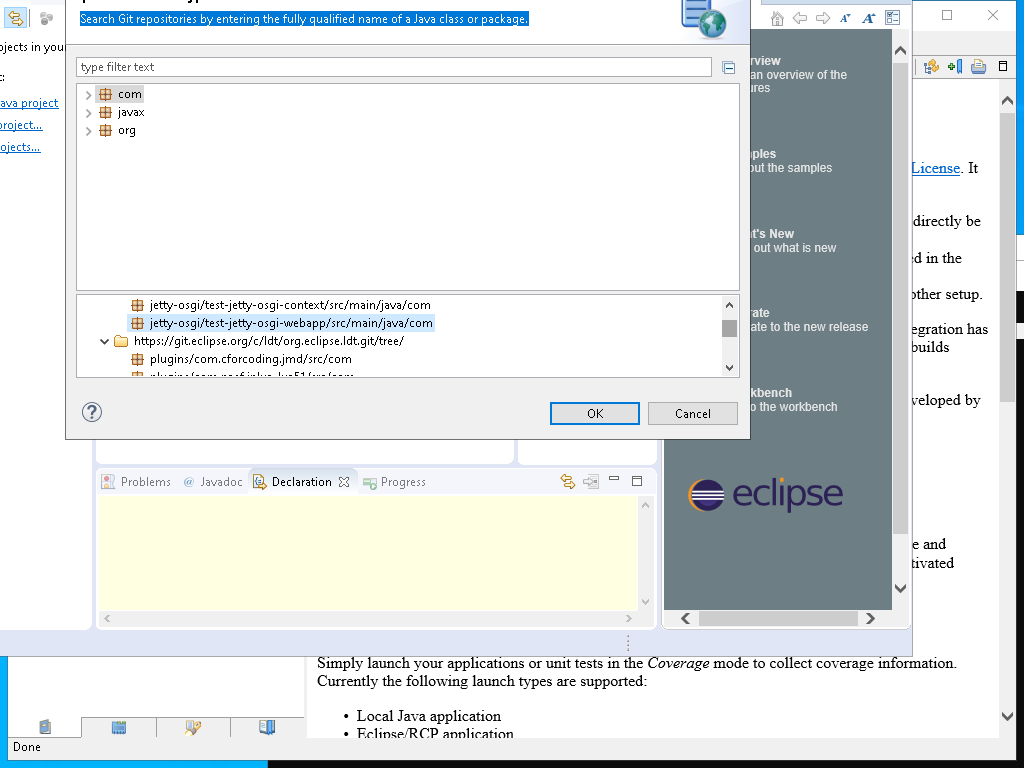 Search Git repositories by entering the fully qualified name of a Java class or package.
ojects in you
ava project
project...
ojects...
type filter text
com
javax
org
jetty-osgi/test-jetty-osgi-context/src/main/java/com
jetty-osgi/test-jetty-osgi-webapp/src/main/java/com
https://git.eclipse.org/c/ldt/org.eclipse.ldt.git/tree/
plugins/com.cforcoding.jmd/src/com
OK
Cancel
rview
an overview of the
ures
ples
out the samples
t's New
out what is new
rate
ate to the new release
kbench
o the workbench
eclipse
License. It
directly be
d in the
other setup.
egration has
builds
veloped by
e and
tivated
Problems
@ Javadoc
Declaration
Progress
Simply launch your applications or unit tests in the Coverage mode to collect coverage information.
Currently the following launch types are supported:
• Local Java application
• Eclipse/RCP application
Done